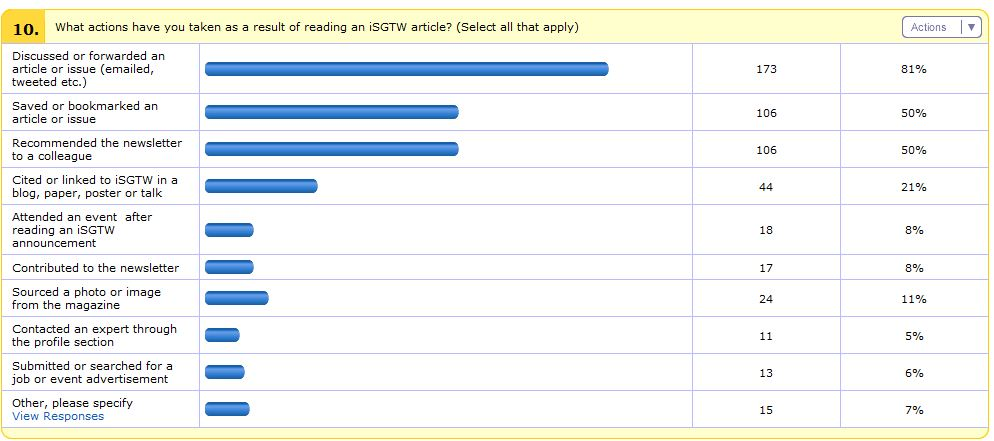 10. What actions have you taken as a result of reading an iSGTW article? (Select all that apply) Actions
Discussed or forwarded an
article or issue (emailed,
tweeted etc.)
173 81%
Saved or bookmarked an
article or issue
106 50%
Recommended the newsletter
to a colleague
106 50%
Cited or linked to iSGTW in a
blog, paper, poster or talk
44 21%
Attended an event after
reading an iSGTW
announcement
18 8%
Contributed to the newsletter 17 8%
Sourced a photo or image
from the magazine
24 11%
Contacted an expert through
the profile section
11 5%
Submitted or searched for a
job or event advertisement
13 6%
Other, please specify
View Responses
15 7%